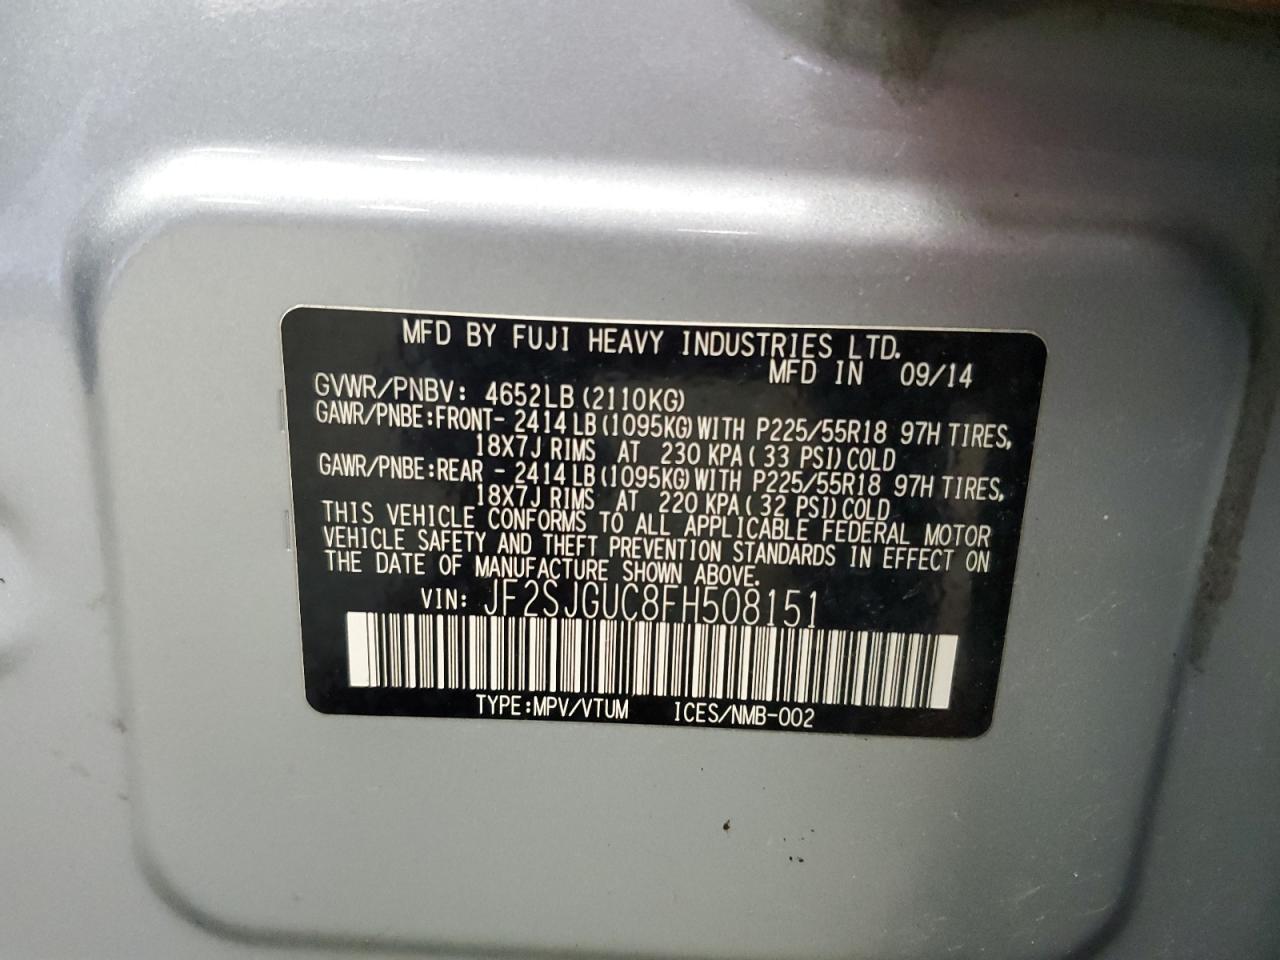 MFD BY FUJI HEAVY INDUSTRIES LTD.
MFD IN 09/14
GVWR/PNBV: 4652LB(2110KG)
GAWR/PNBE:FRONT- 2414LB(1095KG)WITH P225/55R18 97H TIRES,
18X7J RIMS AT 230 KPA( 33 PSI)COLD
GAWR/PNBE:REAR - 2414LB(1095KG)WITH P225/55R18 97H TIRES,
18X7J RIMS AT 220 KPA( 32 PSI)COLD
THIS VEHICLE CONFORMS TO ALL APPLICABLE FEDERAL MOTOR
VEHICLE SAFETY AND THEFT PREVENTION STANDARDS IN EFFECT ON
THE DATE OF MANUFACTURE SHOWN ABOVE.
VIN: JF2SJGUC8FH508151
TYPE:MPV/VTUM ICES/NMB-002